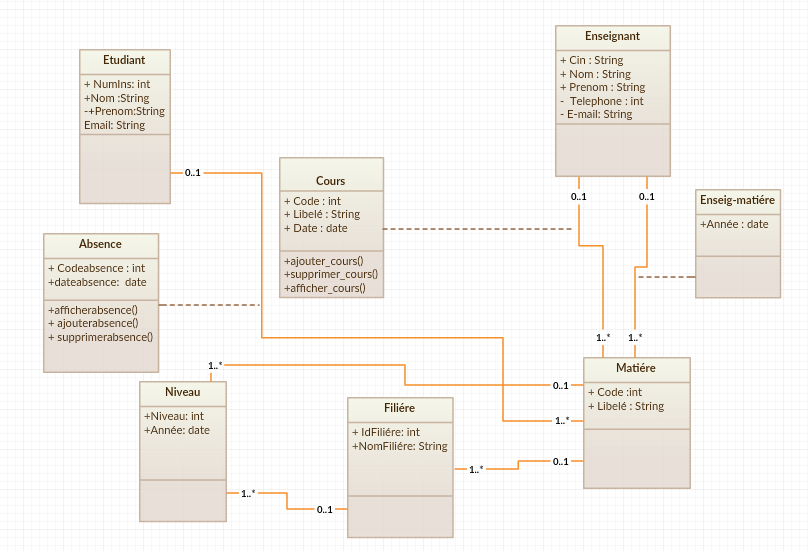 Etudiant
+ NumIns: int
+Nom :String
-+Prenom:String
Email: String
0..1
Cours
+ Code : int
+ Libelé : String
+ Date : date
+ajouter_cours()
+supprimer_cours()
+afficher_cours()
Enseignant
+ Cin : String
+ Nom : String
+ Prenom : String
- Telephone : int
- E-mail: String
0..1
0..1
Enseig-matiére
+Année : date
Absence
+ Codeabsence : int
+dateabsence: date
+afficherabsence()
+ ajouterabsence()
+ supprimerabsence()
1..*
1..*
1..*
Niveau
+Niveau: int
+Année: date
1..*
0..1
Filiére
+ IdFiliére: int
+NomFiliére: String
1..*
Matiére
+ Code :int
+ Libelé : String
0..1
1..*
0..1